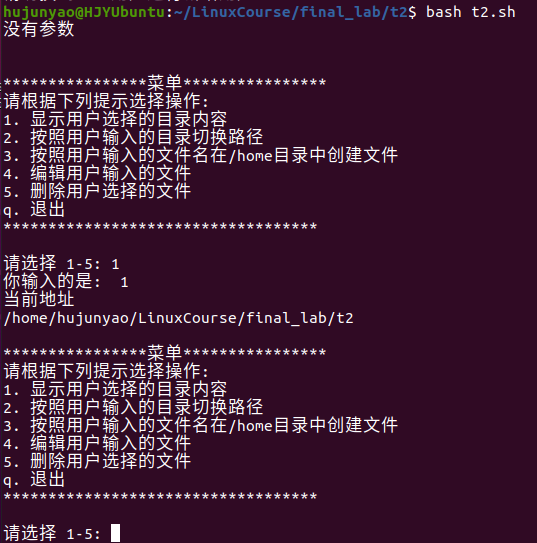 hujunyao@HJYUbuntu:~/LinuxCourse/final_lab/t2$ bash t2.sh
没有参数
****************菜单****************
请根据下列提示选择操作:
1. 显示用户选择的目录内容
2. 按照用户输入的目录切换路径
3. 按照用户输入的文件名在/home目录中创建文件
4. 编辑用户输入的文件
5. 删除用户选择的文件
q. 退出
***********************************
请选择 1-5: 1
你输入的是:  1
当前地址
/home/hujunyao/LinuxCourse/final_lab/t2
****************菜单****************
请根据下列提示选择操作:
1. 显示用户选择的目录内容
2. 按照用户输入的目录切换路径
3. 按照用户输入的文件名在/home目录中创建文件
4. 编辑用户输入的文件
5. 删除用户选择的文件
q. 退出
***********************************
请选择 1-5: